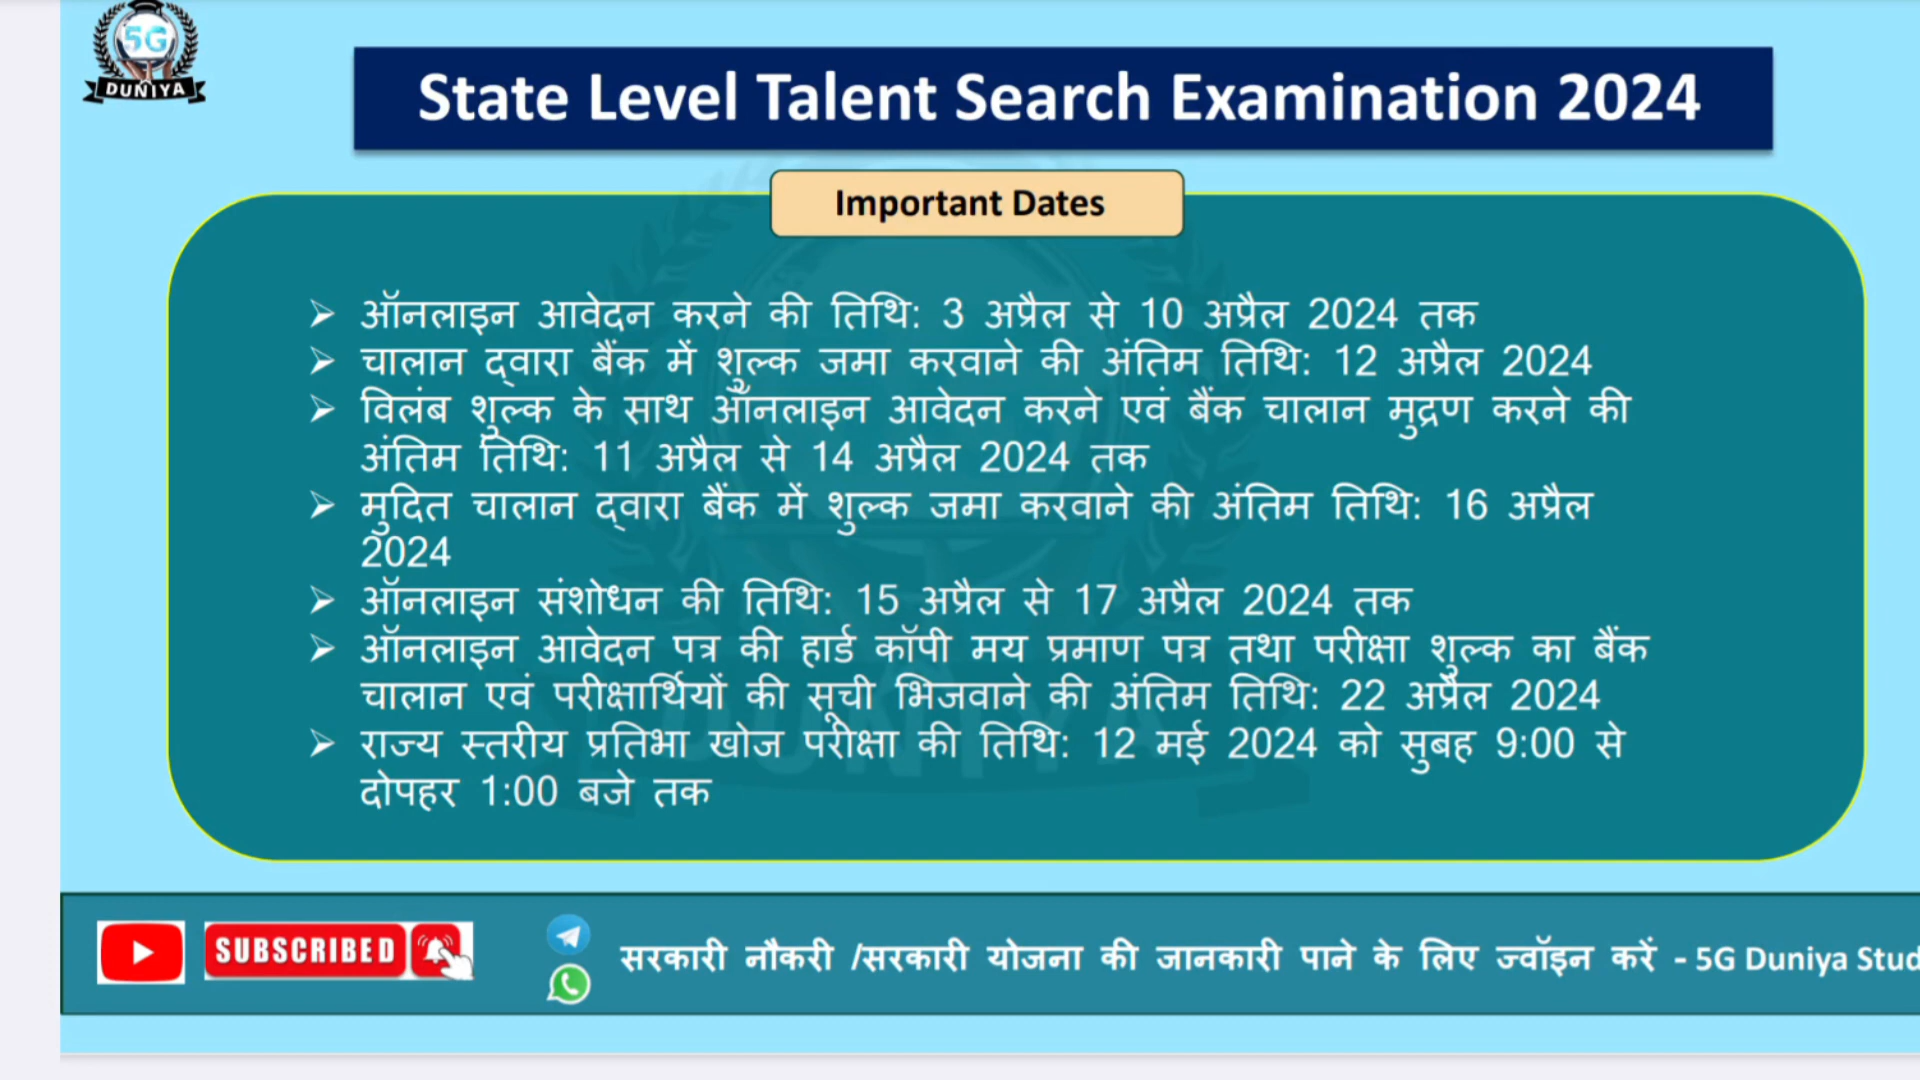 5G
DUNIYA
State Level Talent Search Examination 2024
Important Dates
➢ ऑनलाइन आवेदन करने की तिथि: 3 अप्रैल से 10 अप्रैल 2024 तक
➢ चालान द्वारा बैंक में शुल्क जमा करवाने की अंतिम तिथि: 12 अप्रैल 2024
➢ विलंब शुल्क के साथ ऑनलाइन आवेदन करने एवं बैंक चालान मुद्रण करने की
अंतिम तिथि: 11 अप्रैल से 14 अप्रैल 2024 तक
➢ मुदित चालान द्वारा बैंक में शुल्क जमा करवाने की अंतिम तिथि: 16 अप्रैल
2024
➢ ऑनलाइन संशोधन की तिथि: 15 अप्रैल से 17 अप्रैल 2024 तक
➢ ऑनलाइन आवेदन पत्र की हार्ड कॉपी मय प्रमाण पत्र तथा परीक्षा शुल्क का बैंक
चालान एवं परीक्षार्थियों की सूची भिजवाने की अंतिम तिथि: 22 अप्रैल 2024
➢ राज्य स्तरीय प्रतिभा खोज परीक्षा की तिथि: 12 मई 2024 को सुबह 9:00 से
दोपहर 1:00 बजे तक
SUBSCRIBED
सरकारी नौकरी /सरकारी योजना की जानकारी पाने के लिए ज्वॉइन करें - 5G Duniya Stud